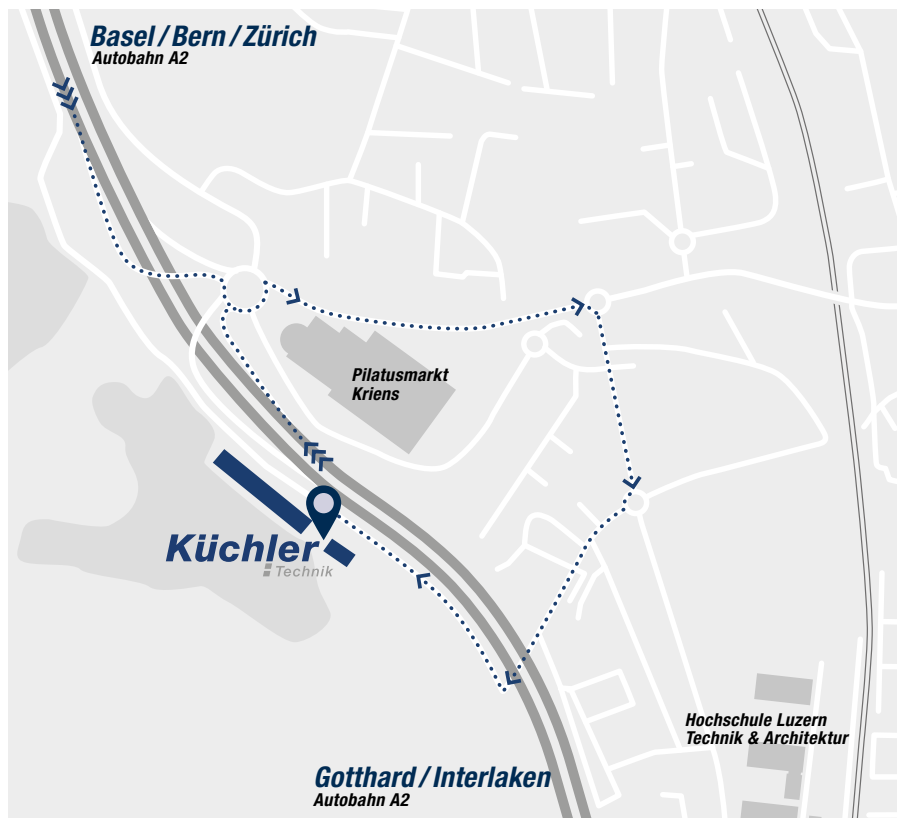 Basel / Bern / Zürich
Autobahn A2
Pilatusmarkt
Kriens
Küchler
Technik
Hochschule Luzern
Technik & Architektur
Gotthard / Interlaken
Autobahn A2